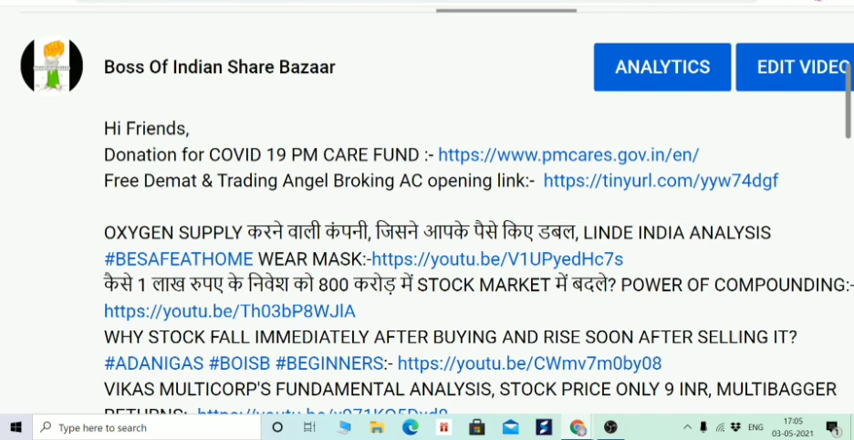 Boss Of Indian Share Bazaar
ANALYTICS
EDIT VIDEO
Hi Friends,
Donation for COVID 19 PM CARE FUND :- https://www.pmcares.gov.in/en/
Free Demat & Trading Angel Broking AC opening link:- https://tinyurl.com/yyw74dgf
OXYGEN SUPPLY करने वाली कंपनी, जिसने आपके पैसे किए डबल, LINDE INDIA ANALYSIS
#BESAFEATHOME WEAR MASK:-https://youtu.be/V1UPyedHc7s
कैसे 1 लाख रुपए के निवेश को 800 करोड़ में STOCK MARKET में बदले? POWER OF COMPOUNDING:-
https://youtu.be/Th03bP8WJlA
WHY STOCK FALL IMMEDIATELY AFTER BUYING AND RISE SOON AFTER SELLING IT?
#ADANIGAS #BOISB #BEGINNERS:- https://youtu.be/CWmv7m0by08
VIKAS MULTICORP'S FUNDAMENTAL ANALYSIS, STOCK PRICE ONLY 9 INR, MULTIBAGGER
RETURNS:-
Type here to search
ENG
17:05
03-05-2021